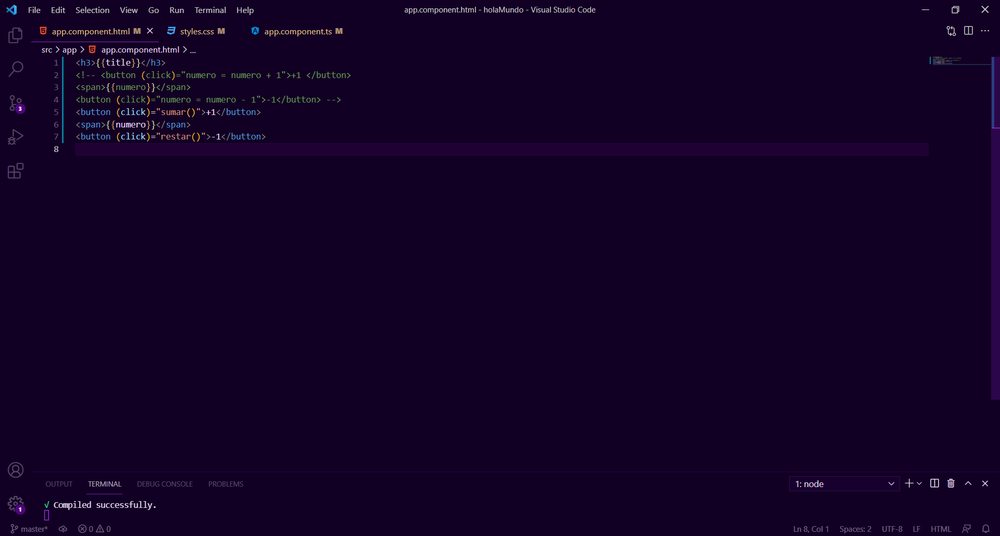 File Edit Selection View Go Run Terminal Help app.component.html - holaMundo - Visual Studio Code
app.component.html M styles.css M app.component.ts M
src > app > app.component.html > ...
1 <h3>{{title}}</h3>
2 <!-- <button (click)="numero = numero + 1">+1 </button>
3 <span>{{numero}}</span>
4 <button (click)="numero = numero - 1">-1</button> -->
5 <button (click)="sumar()">+1</button>
6 <span>{{numero}}</span>
7 <button (click)="restar()">-1</button>
8
3
OUTPUT TERMINAL DEBUG CONSOLE PROBLEMS 1: node
√ Compiled successfully.
1
master* 0 0 Ln 8, Col 1 Spaces: 2 UTF-8 LF HTML